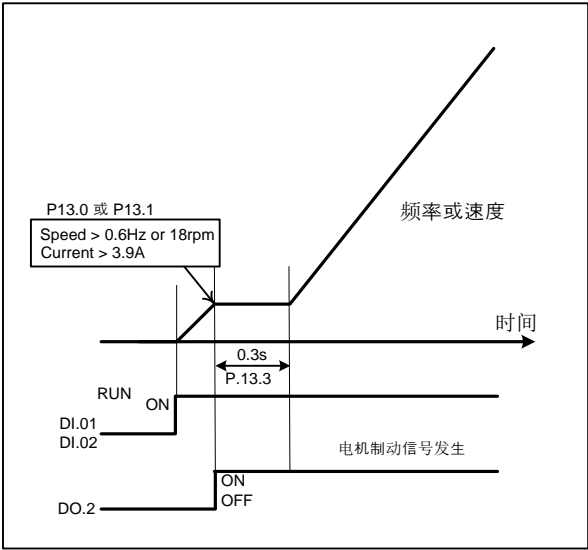 P13.0 或 P13.1
Speed > 0.6Hz or 18rpm
Current > 3.9A
频率或速度
时间
0.3s
P.13.3
RUN
ON
DI.01
DI.02
电机制动信号发生
ON
OFF
DO.2